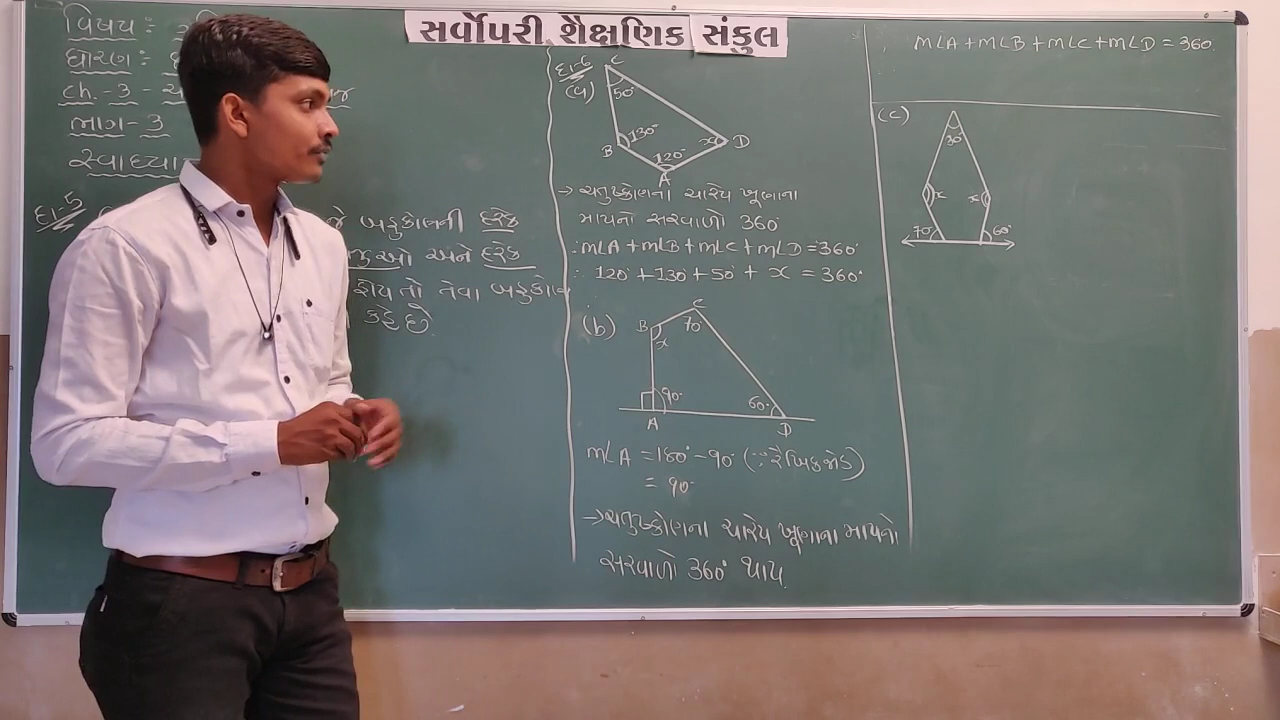 સર્વોપરી શૈક્ષણિક સંકુલ
વિષય :-
ધોરણ :-
ch. - 3 -
ભાગ - 3
સ્વાધ્યા
દા.5
બહુકોણની દરેક
અને દરેક
હોય તો તેવા બહુકોણ
કહે છે.
દા.6
(a)
C
50°
130°
B
120°
A
x
D
→ ચતુષ્કોણના ચારેય ખૂણાના
માપનો સરવાળો 360°
∴ m∠A + m∠B + m∠C + m∠D = 360°
∴ 120° + 130° + 50° + x = 360°
(b)
C
B
70°
x
90°
60°
A
D
m∠A = 180° - 90° (∵ રૈખિકજોડ)
= 90°
→ ચતુષ્કોણના ચારેય ખૂણાના માપનો
સરવાળો 360° થાય.
m∠A + m∠B + m∠C + m∠D = 360°
(c)
30°
x
x
70°
60°